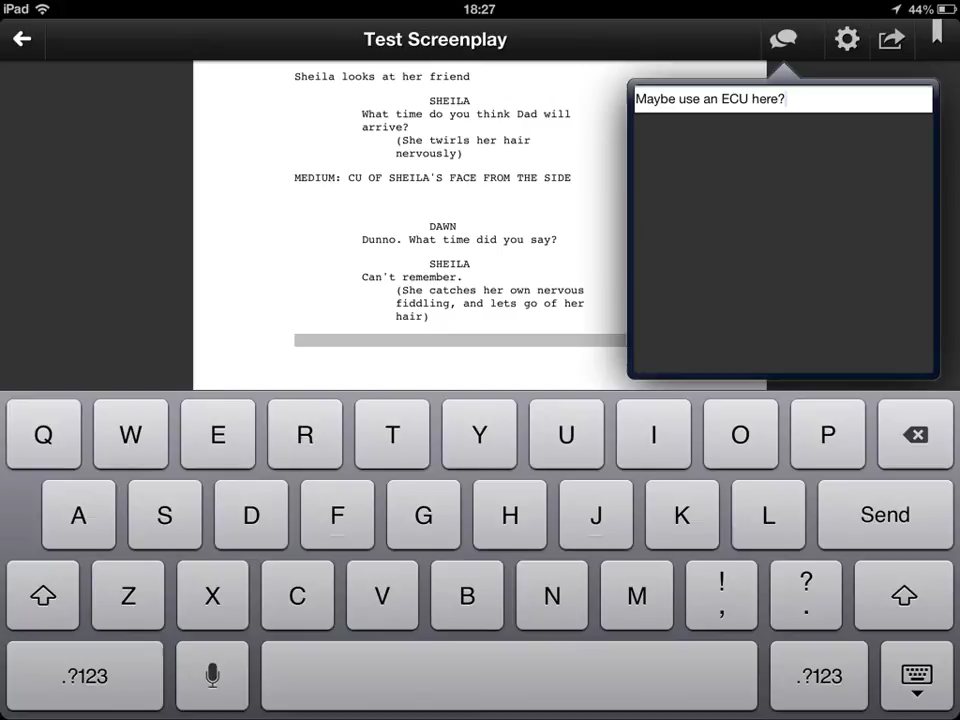 iPad 18:27 44%
Test Screenplay
Sheila looks at her friend
SHEILA
What time do you think Dad will
arrive?
(She twirls her hair
nervously)
MEDIUM: CU OF SHEILA'S FACE FROM THE SIDE
DAWN
Dunno. What time did you say?
SHEILA
Can't remember.
(She catches her own nervous
fiddling, and lets go of her
hair)
Maybe use an ECU here?
Q W E R T Y U I O P
A S D F G H J K L Send
Z X C V B N M ! , ? .
.?123 .?123